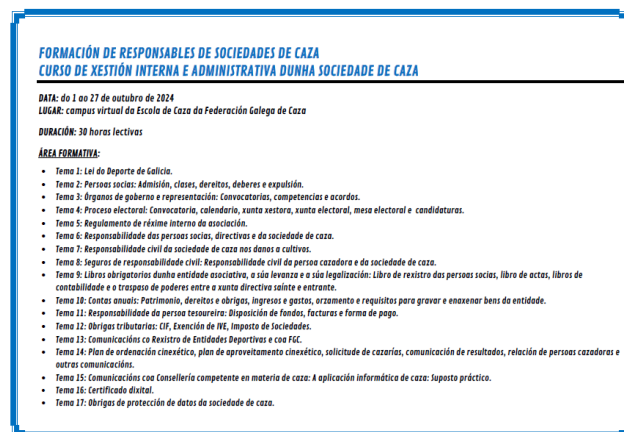 FORMACIÓN DE RESPONSABLES DE SOCIEDADES DE CAZA
CURSO DE XESTIÓN INTERNA E ADMINISTRATIVA DUNHA SOCIEDADE DE CAZA
DATA: do 1 ao 27 de outubro de 2024
LUGAR: campus virtual da Escola de Caza da Federación Galega de Caza
DURACIÓN: 30 horas lectivas
ÁREA FORMATIVA:
• Tema 1: Lei do Deporte de Galicia.
• Tema 2: Persoas socias: Admisión, clases, dereitos, deberes e expulsión.
• Tema 3: Órganos de goberno e representación: Convocatorias, competencias e acordos.
• Tema 4: Proceso electoral: Convocatoria, calendario, xunta xestora, xunta electoral, mesa electoral e candidaturas.
• Tema 5: Regulamento de réxime interno da asociación.
• Tema 6: Responsabilidade das persoas socias, directivas e da sociedade de caza.
• Tema 7: Responsabilidade civil da sociedade de caza nos danos a cultivos.
• Tema 8: Seguros de responsabilidade civil: Responsabilidade civil da persoa cazadora e da sociedade de caza.
• Tema 9: Libros obrigatorios dunha entidade asociativa, a súa levanza e a súa legalización: Libro de rexistro das persoas socias, libro de actas, libros de
contabilidade e o traspaso de poderes entre a xunta directiva saínte e entrante.
• Tema 10: Contas anuais: Patrimonio, dereitos e obrigas, ingresos e gastos, orzamento e requisitos para gravar e enaxenar bens da entidade.
• Tema 11: Responsabilidade da persoa tesoureira: Disposición de fondos, facturas e forma de pago.
• Tema 12: Obrigas tributarias: CIF, Exención de IVE, Imposto de Sociedades.
• Tema 13: Comunicacións co Rexistro de Entidades Deportivas e coa FGC.
• Tema 14: Plan de ordenación cinexético, plan de aproveitamento cinexético, solicitude de cazarías, comunicación de resultados, relación de persoas cazadoras e
outras comunicacións.
• Tema 15: Comunicacións coa Consellería competente en materia de caza: A aplicación informática de caza: Suposto práctico.
• Tema 16: Certificado dixital.
• Tema 17: Obrigas de protección de datos da sociedade de caza.